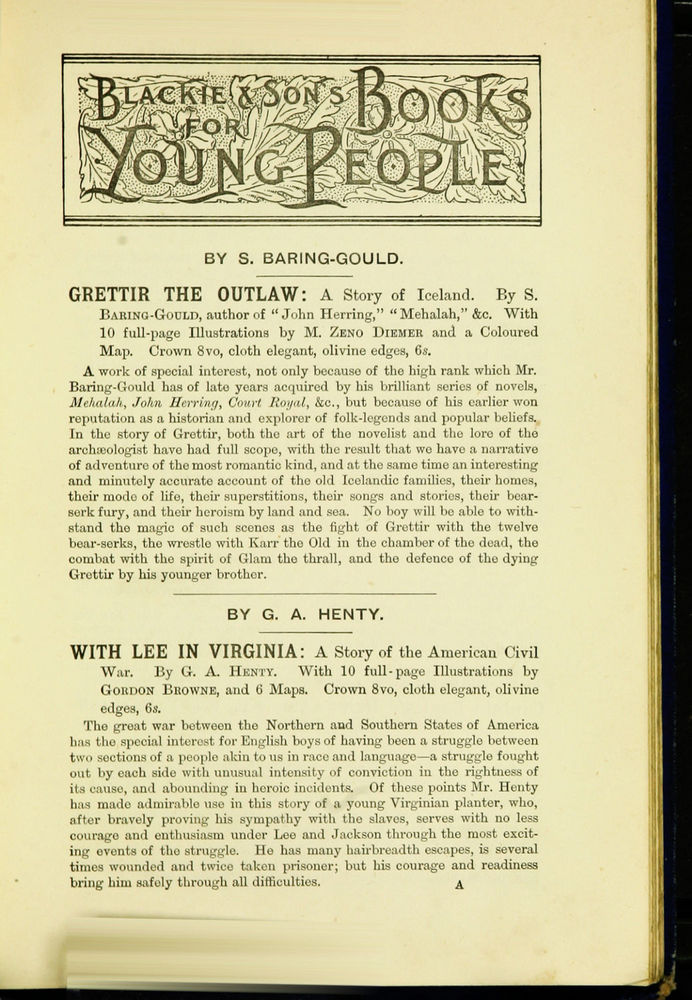 BLACKIE & SON'S BOOKS
FOR
YOUNG PEOPLE
BY S. BARING-GOULD.
GRETTIR THE OUTLAW: A Story of Iceland. By S.
BARING-GOULD, author of "John Herring," "Mehalah," &c. With
10 full-page Illustrations by M. ZENO DIEMER and a Coloured
Map. Crown 8vo, cloth elegant, olivine edges, 6s.
A work of special interest, not only because of the high rank which Mr.
Baring-Gould has of late years acquired by his brilliant series of novels,
Mehalah, John Herring, Court Royal, &c., but because of his earlier won
reputation as a historian and explorer of folk-legends and popular beliefs.
In the story of Grettir, both the art of the novelist and the lore of the
archæologist have had full scope, with the result that we have a narrative
of adventure of the most romantic kind, and at the same time an interesting
and minutely accurate account of the old Icelandic families, their homes,
their mode of life, their superstitions, their songs and stories, their bear-
serk fury, and their heroism by land and sea. No boy will be able to with-
stand the magic of such scenes as the fight of Grettir with the twelve
bear-serks, the wrestle with Karr the Old in the chamber of the dead, the
combat with the spirit of Glam the thrall, and the defence of the dying
Grettir by his younger brother.
BY G. A. HENTY.
WITH LEE IN VIRGINIA: A Story of the American Civil
War. By G. A. HENTY. With 10 full-page Illustrations by
GORDON BROWNE, and 6 Maps. Crown 8vo, cloth elegant, olivine
edges, 6s.
The great war between the Northern and Southern States of America
has the special interest for English boys of having been a struggle between
two sections of a people akin to us in race and language—a struggle fought
out by each side with unusual intensity of conviction in the rightness of
its cause, and abounding in heroic incidents. Of these points Mr. Henty
has made admirable use in this story of a young Virginian planter, who,
after bravely proving his sympathy with the slaves, serves with no less
courage and enthusiasm under Lee and Jackson through the most excit-
ing events of the struggle. He has many hairbreadth escapes, is several
times wounded and twice taken prisoner; but his courage and readiness
bring him safely through all difficulties.
A